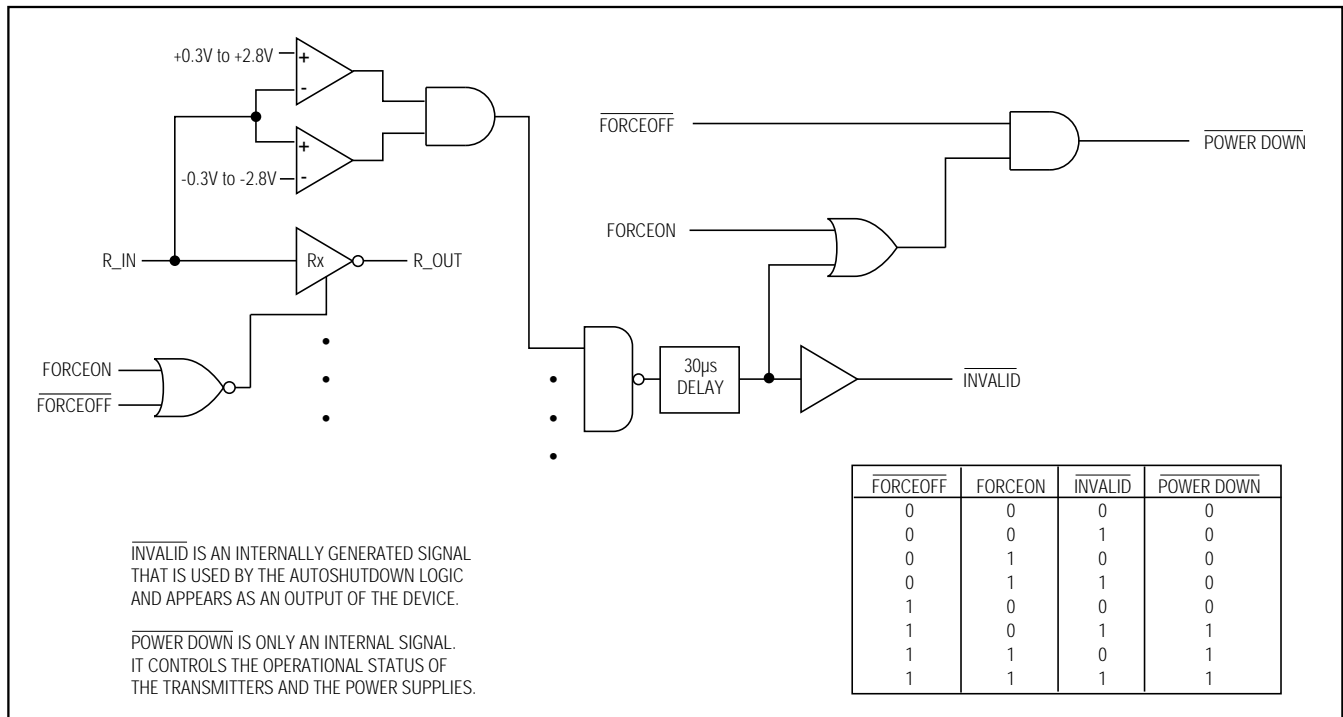 +0.3V to +2.8V
+
-
+
-0.3V to -2.8V
-
R_IN
Rx
R_OUT
FORCEON
FORCEOFF
FORCEOFF
POWER DOWN
FORCEON
30µs
DELAY
INVALID
FORCEOFF FORCEON INVALID POWER DOWN
0 0 0 0
0 0 1 0
0 1 0 0
0 1 1 0
1 0 0 0
1 0 1 1
1 1 0 1
1 1 1 1
INVALID IS AN INTERNALLY GENERATED SIGNAL
THAT IS USED BY THE AUTOSHUTDOWN LOGIC
AND APPEARS AS AN OUTPUT OF THE DEVICE.
POWER DOWN IS ONLY AN INTERNAL SIGNAL.
IT CONTROLS THE OPERATIONAL STATUS OF
THE TRANSMITTERS AND THE POWER SUPPLIES.